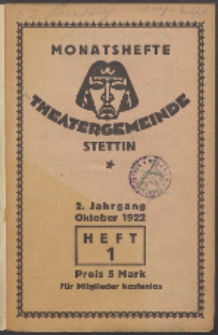 MONATSHEFTE
THEATERGEMEINDE
STETTIN
2. Jahrgang
Oktober 1922
HEFT
1
Preis 5 Mark
Für Mitglieder kostenlos